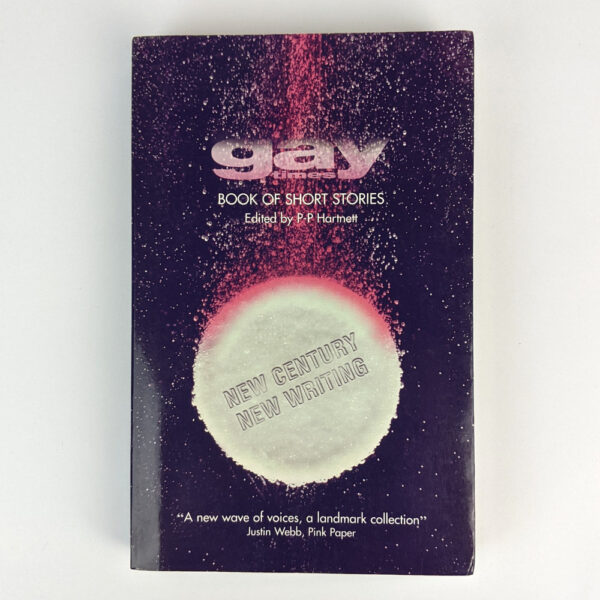 gay
times
BOOK OF SHORT STORIES
Edited by P-P Hartnett
NEW CENTURY
NEW WRITING
“A new wave of voices, a landmark collection”
Justin Webb, Pink Paper